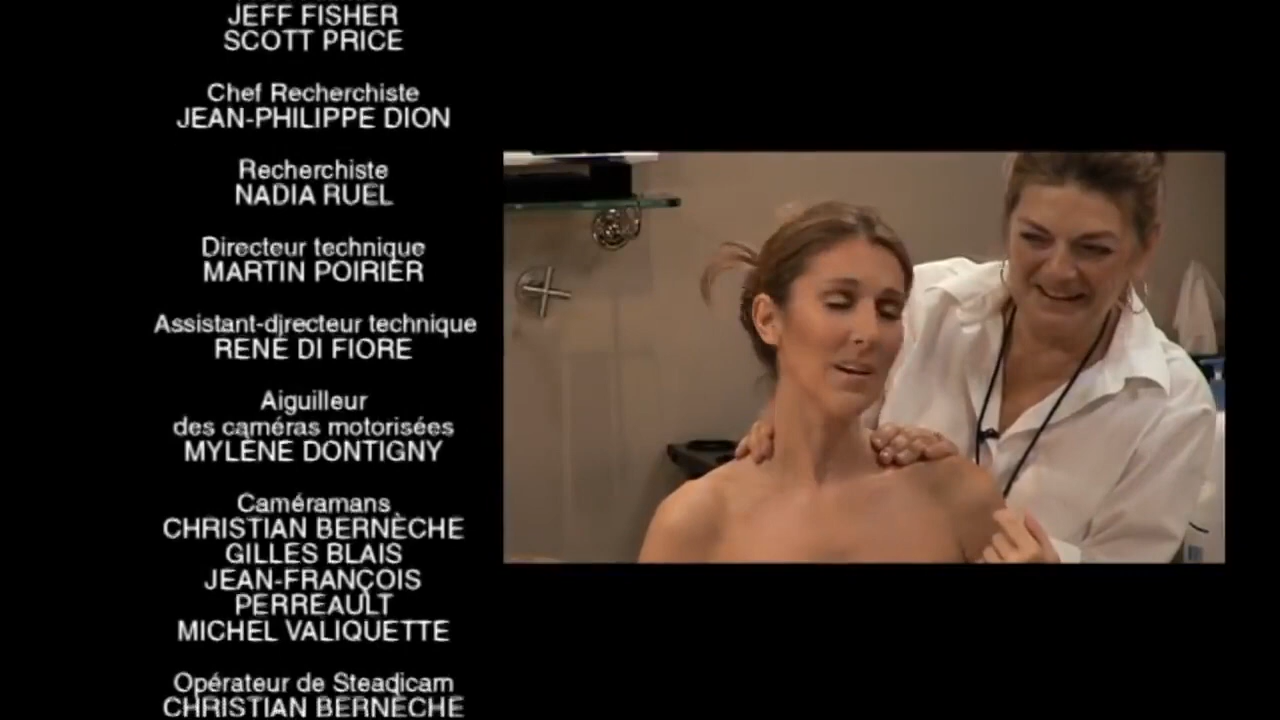 JEFF FISHER
SCOTT PRICE
Chef Recherchiste
JEAN-PHILIPPE DION
Recherchiste
NADIA RUEL
Directeur technique
MARTIN POIRIER
Assistant-directeur technique
RENÉ DI FIORE
Aiguilleur
des caméras motorisées
MYLÈNE DONTIGNY
Caméramans
CHRISTIAN BERNÈCHE
GILLES BLAIS
JEAN-FRANÇOIS
PERREAULT
MICHEL VALIQUETTE
Opérateur de Steadicam
CHRISTIAN BERNÈCHE